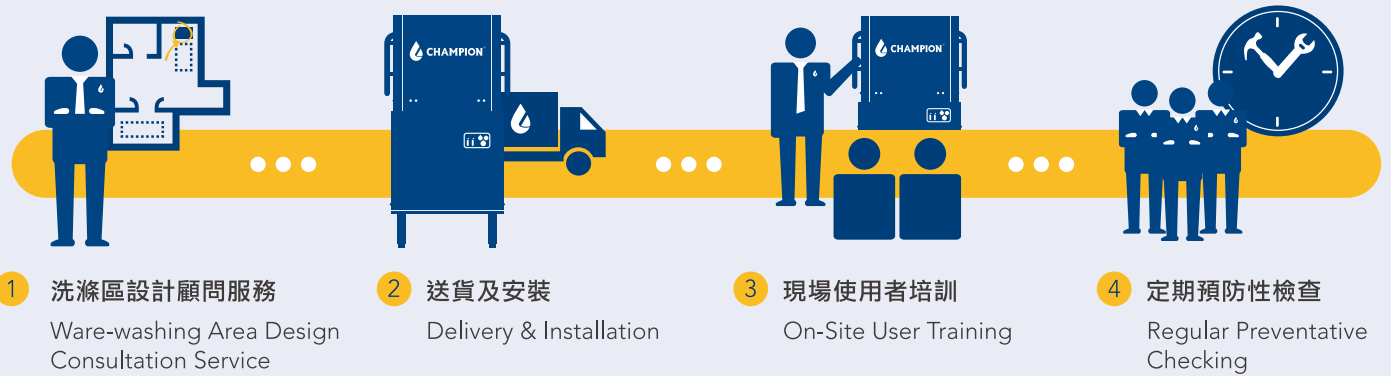 CHAMPION
CHAMPION
1 洗滌區設計顧問服務
Ware-washing Area Design
Consultation Service
2 送貨及安裝
Delivery & Installation
3 現場使用者培訓
On-Site User Training
4 定期預防性檢查
Regular Preventative
Checking